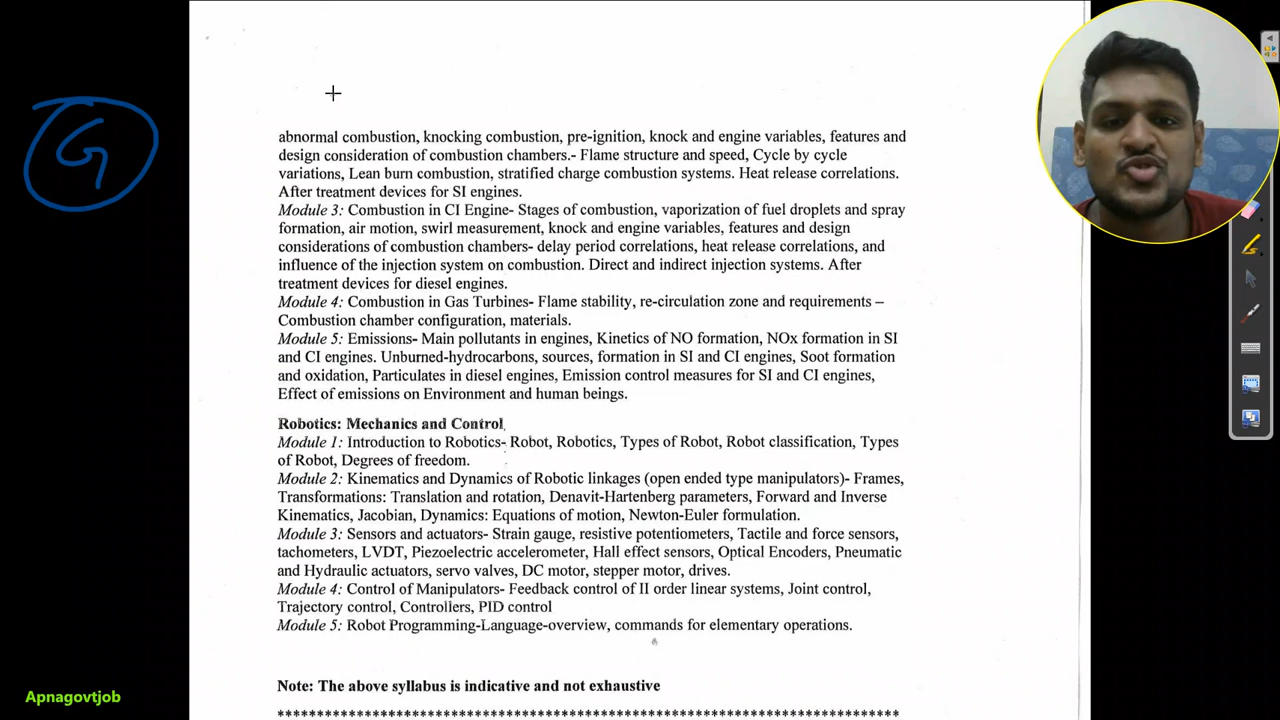 G
abnormal combustion, knocking combustion, pre-ignition, knock and engine variables, features and
design consideration of combustion chambers.- Flame structure and speed, Cycle by cycle
variations, Lean burn combustion, stratified charge combustion systems. Heat release correlations.
After treatment devices for SI engines.
Module 3: Combustion in CI Engine- Stages of combustion, vaporization of fuel droplets and spray
formation, air motion, swirl measurement, knock and engine variables, features and design
considerations of combustion chambers- delay period correlations, heat release correlations, and
influence of the injection system on combustion. Direct and indirect injection systems. After
treatment devices for diesel engines.
Module 4: Combustion in Gas Turbines- Flame stability, re-circulation zone and requirements –
Combustion chamber configuration, materials.
Module 5: Emissions- Main pollutants in engines, Kinetics of NO formation, NOx formation in SI
and CI engines. Unburned-hydrocarbons, sources, formation in SI and CI engines, Soot formation
and oxidation, Particulates in diesel engines, Emission control measures for SI and CI engines,
Effect of emissions on Environment and human beings.
Robotics: Mechanics and Control
Module 1: Introduction to Robotics- Robot, Robotics, Types of Robot, Robot classification, Types
of Robot, Degrees of freedom.
Module 2: Kinematics and Dynamics of Robotic linkages (open ended type manipulators)- Frames,
Transformations: Translation and rotation, Denavit-Hartenberg parameters, Forward and Inverse
Kinematics, Jacobian, Dynamics: Equations of motion, Newton-Euler formulation.
Module 3: Sensors and actuators- Strain gauge, resistive potentiometers, Tactile and force sensors,
tachometers, LVDT, Piezoelectric accelerometer, Hall effect sensors, Optical Encoders, Pneumatic
and Hydraulic actuators, servo valves, DC motor, stepper motor, drives.
Module 4: Control of Manipulators- Feedback control of II order linear systems, Joint control,
Trajectory control, Controllers, PID control
Module 5: Robot Programming-Language-overview, commands for elementary operations.
Note: The above syllabus is indicative and not exhaustive
*******************************************************************
Apnagovtjob